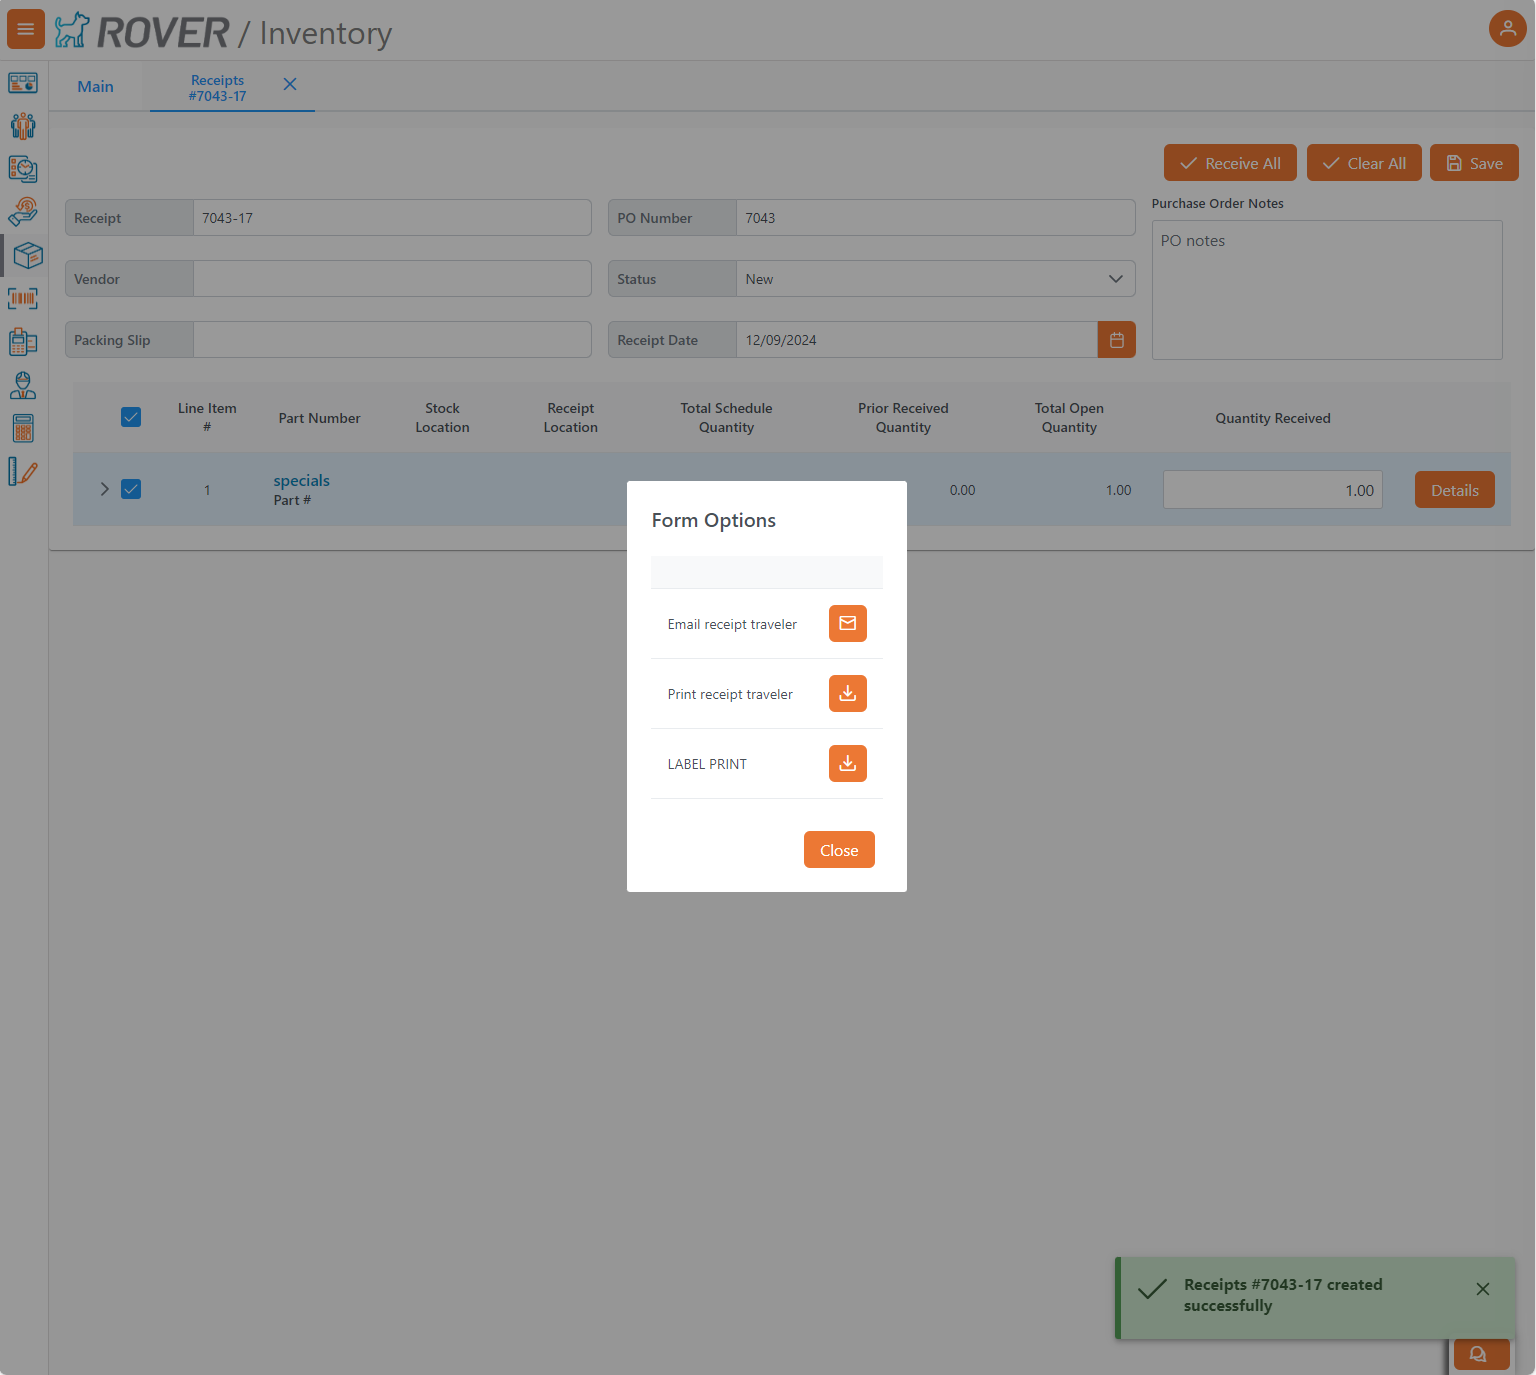 ROVER / Inventory
Main
Receipts
#7043-17
Receive All
Clear All
Save
Receipt
7043-17
PO Number
7043
Purchase Order Notes
PO notes
Vendor
Status
New
Packing Slip
Receipt Date
12/09/2024
Line Item
#
Part Number
Stock
Location
Receipt
Location
Total Schedule
Quantity
Prior Received
Quantity
Total Open
Quantity
Quantity Received
1
specials
Part #
0.00
1.00
1.00
Details
Form Options
Email receipt traveler
Print receipt traveler
LABEL PRINT
Close
Receipts #7043-17 created
successfully